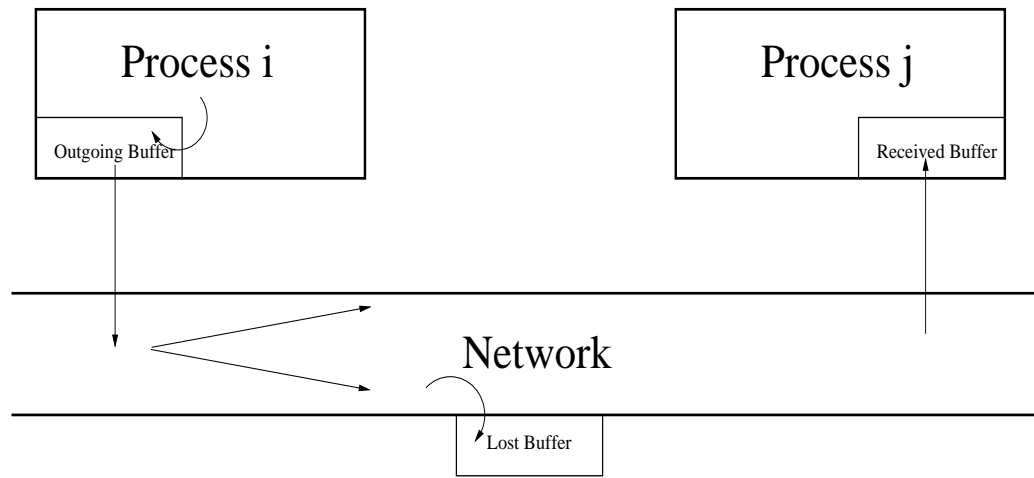 Process i
Process j
Outgoing Buffer
Received Buffer
Network
Lost Buffer